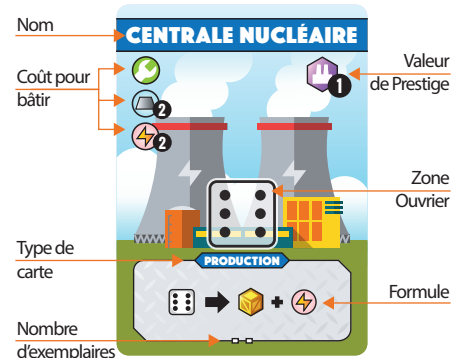 Nom
CENTRALE NUCLÉAIRE
Coût pour
bâtir
2
2
1
Valeur
de Prestige
Zone
Ouvrier
Type de
carte
PRODUCTION
+
Formule
Nombre
d'exemplaires